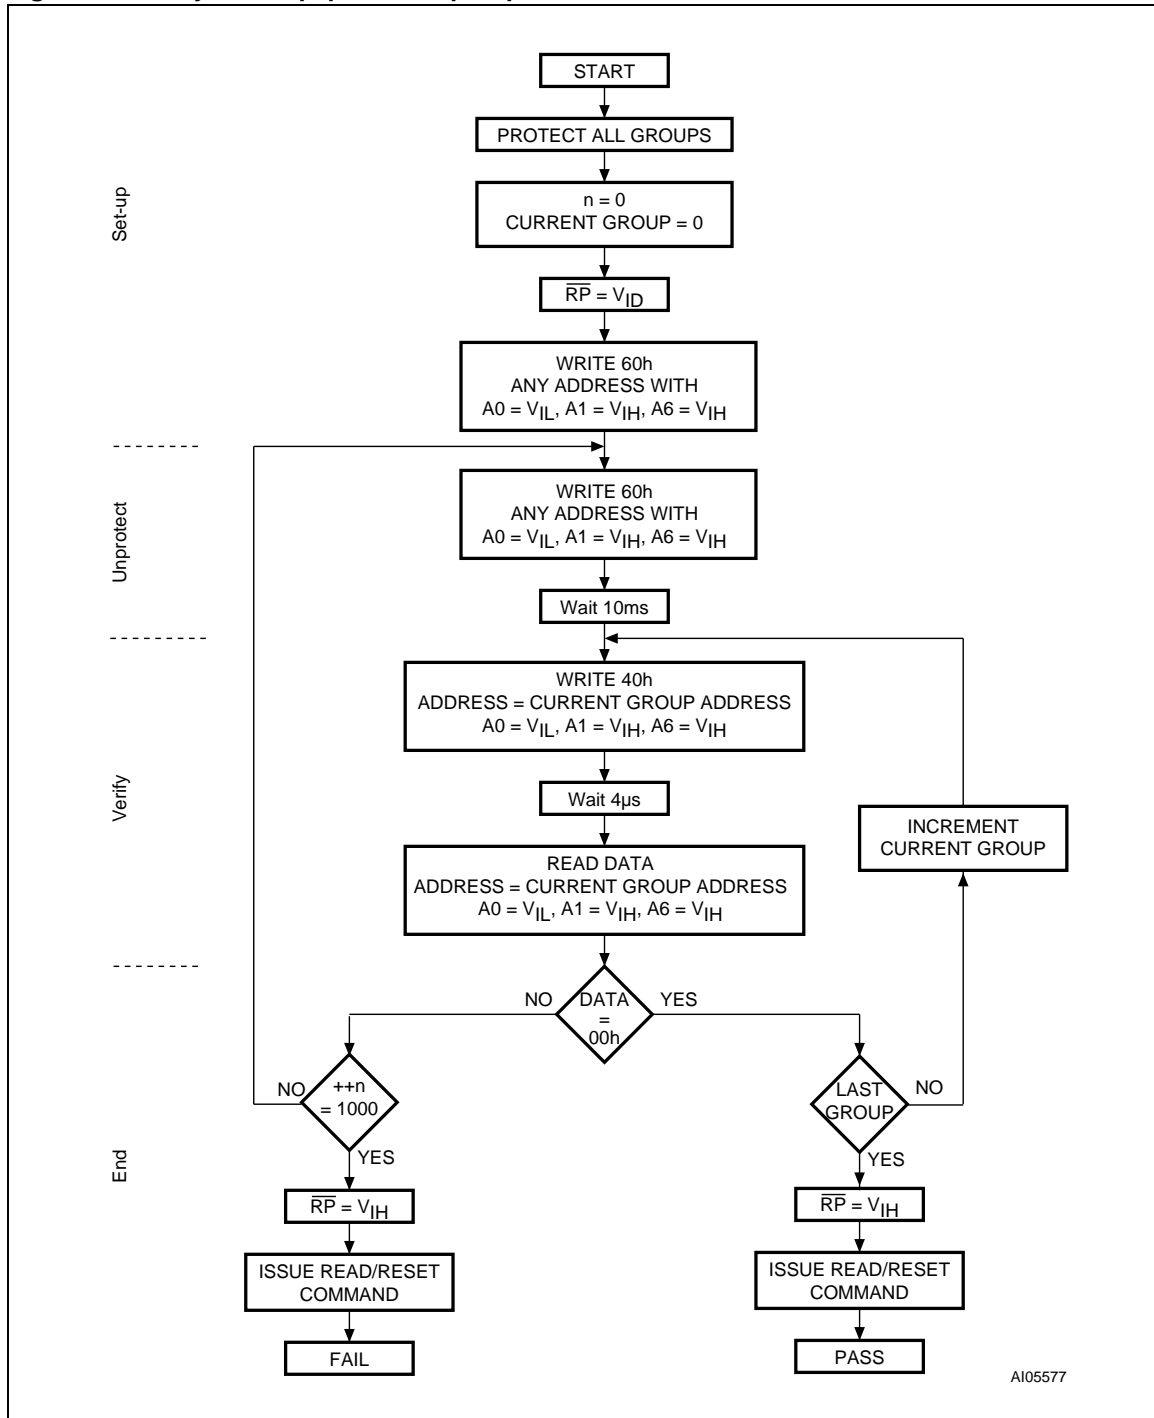 START
PROTECT ALL GROUPS
n = 0
CURRENT GROUP = 0
Set-up
R̅P̅ = VID
WRITE 60h
ANY ADDRESS WITH
A0 = VIL, A1 = VIH, A6 = VIH
Unprotect
WRITE 60h
ANY ADDRESS WITH
A0 = VIL, A1 = VIH, A6 = VIH
Wait 10ms
Verify
WRITE 40h
ADDRESS = CURRENT GROUP ADDRESS
A0 = VIL, A1 = VIH, A6 = VIH
Wait 4µs
INCREMENT
CURRENT GROUP
READ DATA
ADDRESS = CURRENT GROUP ADDRESS
A0 = VIL, A1 = VIH, A6 = VIH
End
NO
DATA
=
00h
YES
NO
++n
= 1000
YES
LAST
GROUP
NO
YES
R̅P̅ = VIH
R̅P̅ = VIH
ISSUE READ/RESET
COMMAND
ISSUE READ/RESET
COMMAND
FAIL
PASS
AI05577